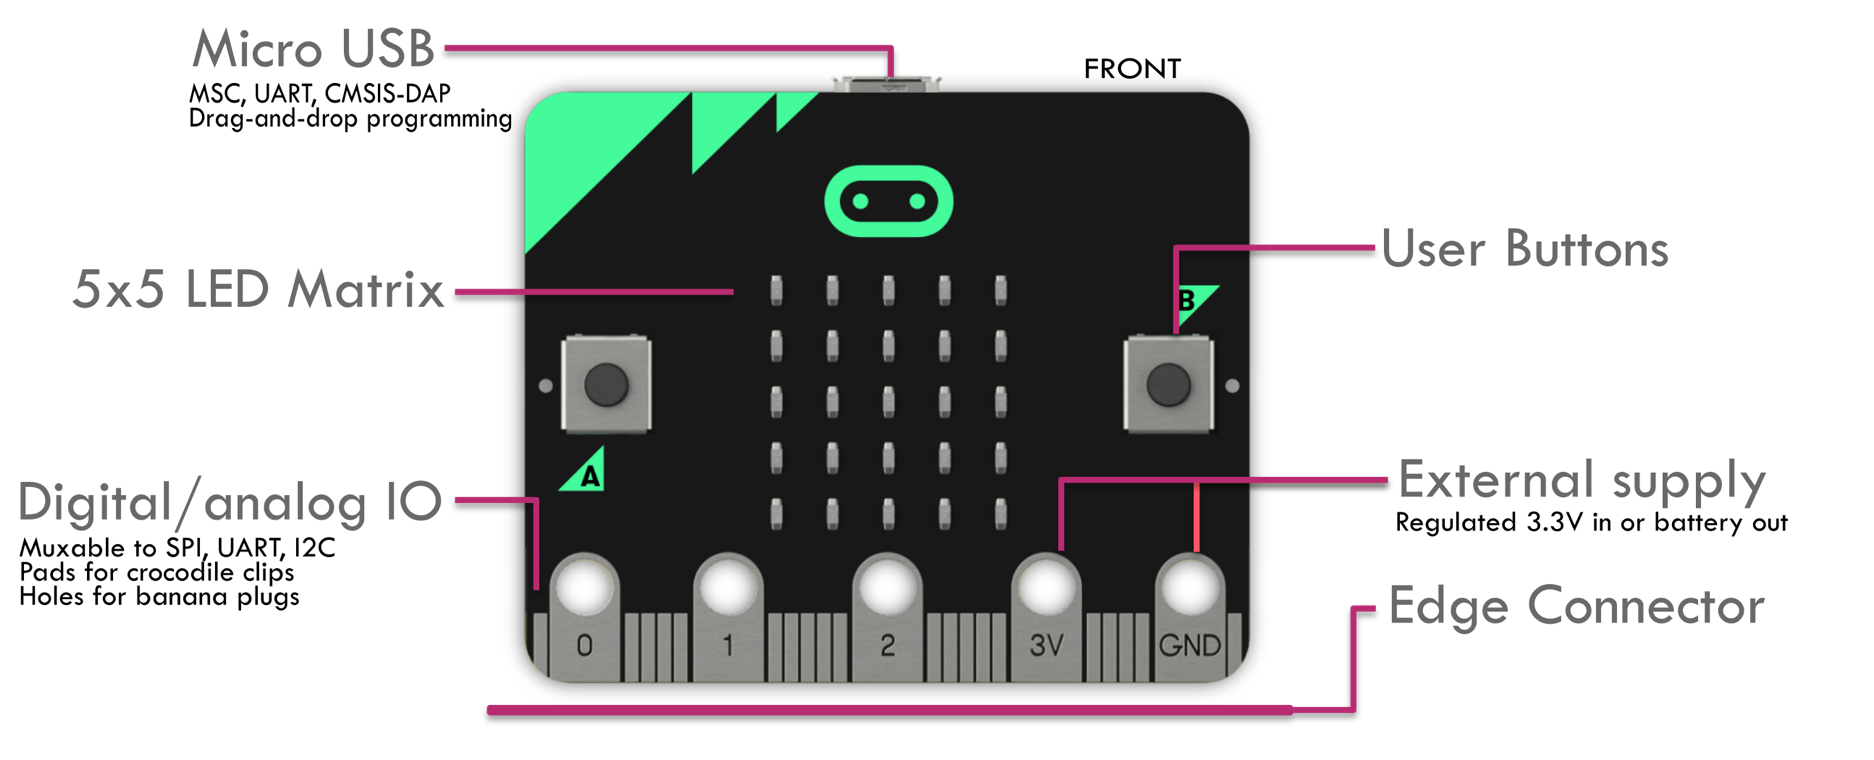 Micro USB
MSC, UART, CMSIS-DAP
Drag-and-drop programming
FRONT
User Buttons
B
5x5 LED Matrix
A
Digital/analog IO
Muxable to SPI, UART, I2C
Pads for crocodile clips
Holes for banana plugs
External supply
Regulated 3.3V in or battery out
Edge Connector
0 1 2 3V GND